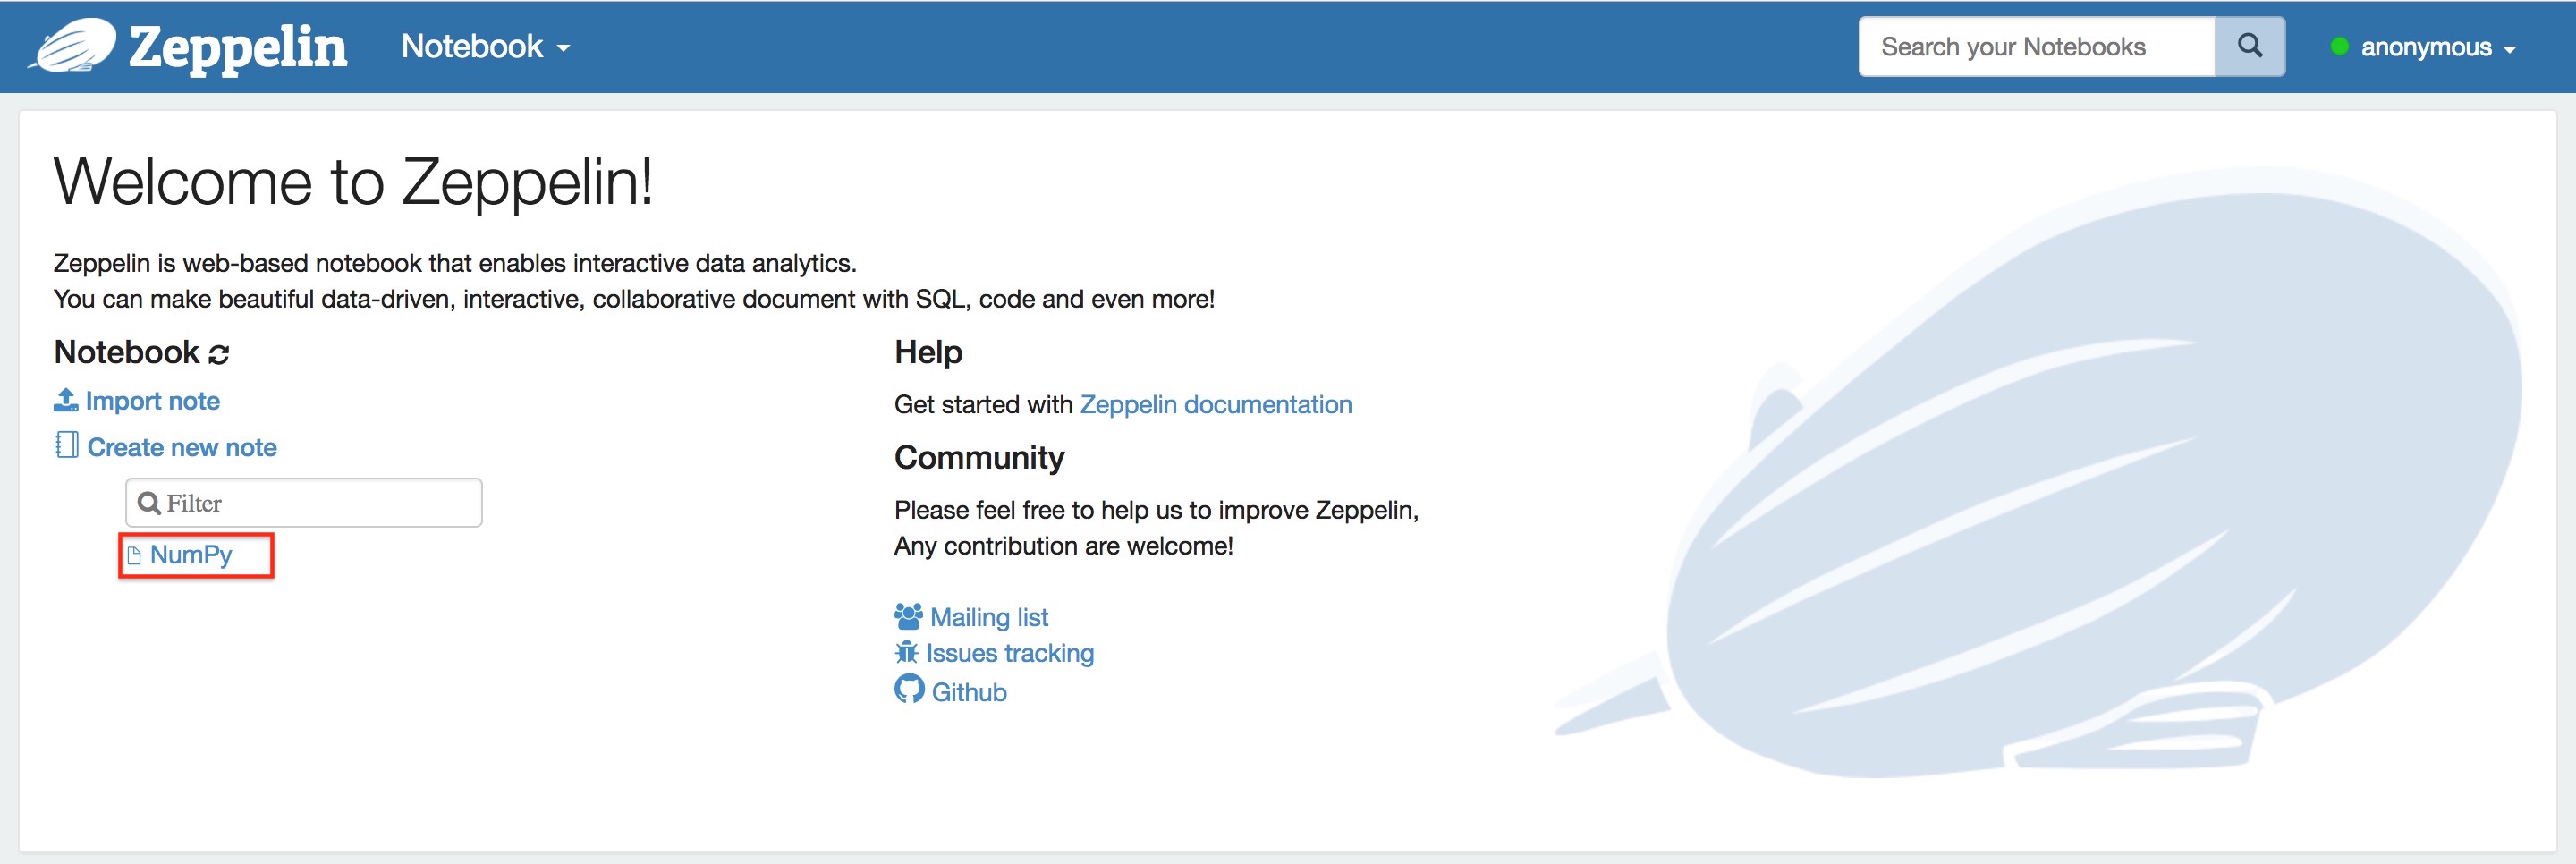 Zeppelin
Notebook
Search your Notebooks
anonymous
Welcome to Zeppelin!
Zeppelin is web-based notebook that enables interactive data analytics.
You can make beautiful data-driven, interactive, collaborative document with SQL, code and even more!
Notebook
Import note
Create new note
Filter
NumPy
Help
Get started with Zeppelin documentation
Community
Please feel free to help us to improve Zeppelin,
Any contribution are welcome!
Mailing list
Issues tracking
Github